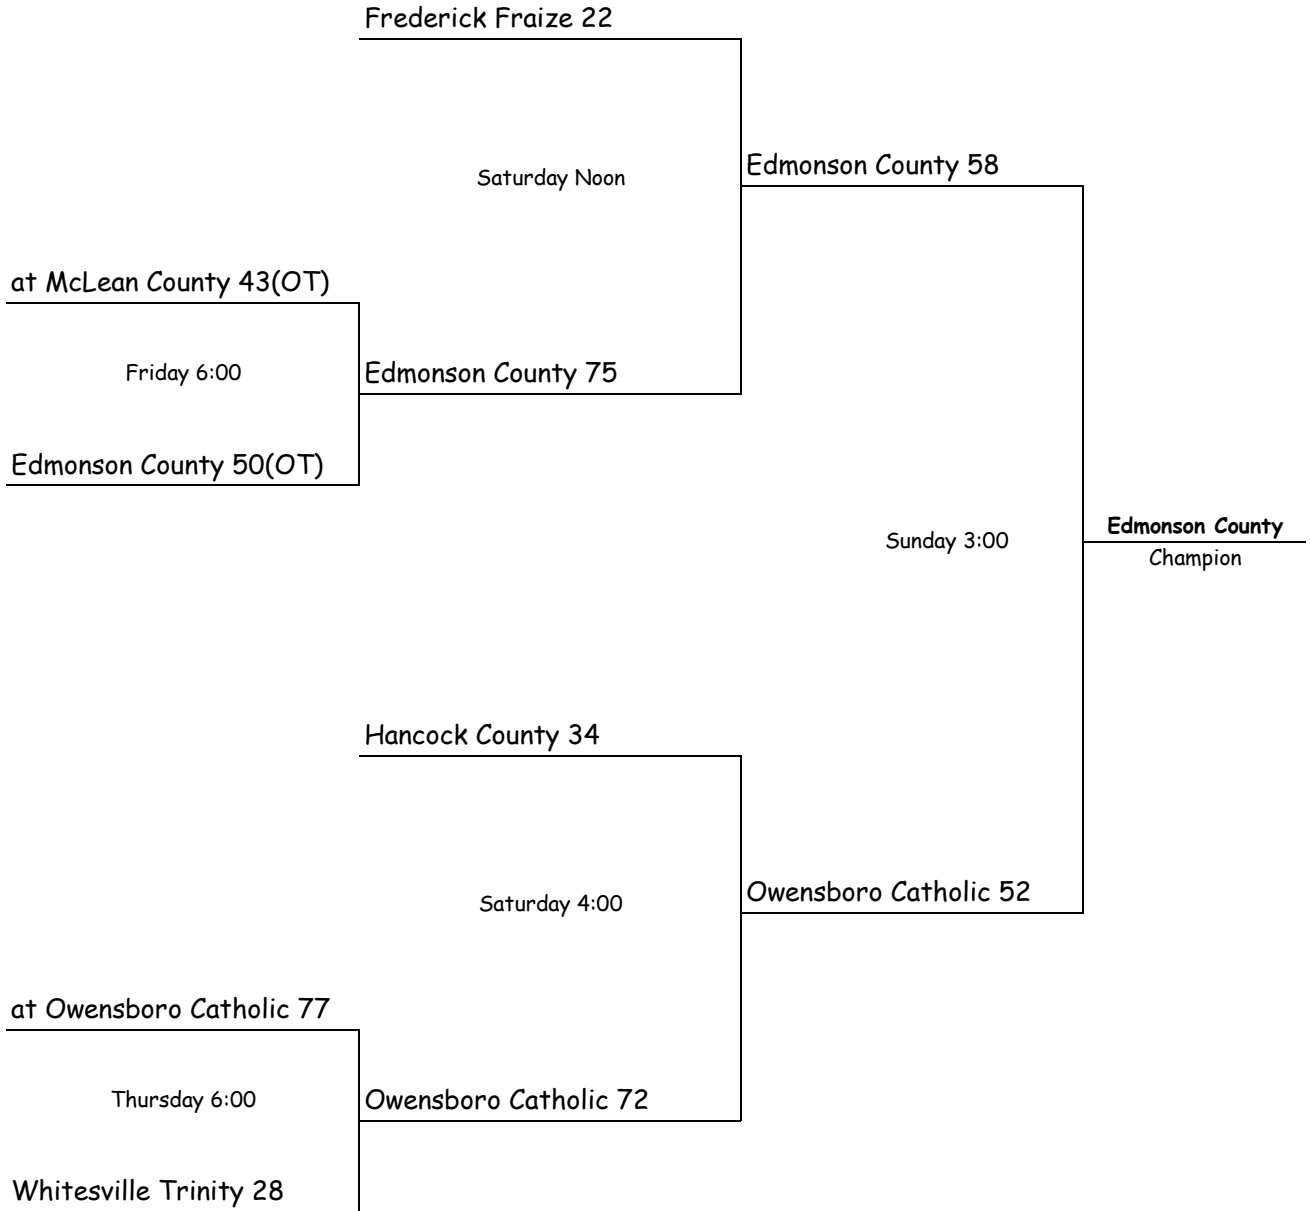 Frederick Fraize 22
Edmonson County 58
Saturday Noon
at McLean County 43(OT)
Friday 6:00
Edmonson County 75
Edmonson County 50(OT)
Edmonson County
Sunday 3:00
Champion
Hancock County 34
Owensboro Catholic 52
Saturday 4:00
at Owensboro Catholic 77
Thursday 6:00
Owensboro Catholic 72
Whitesville Trinity 28